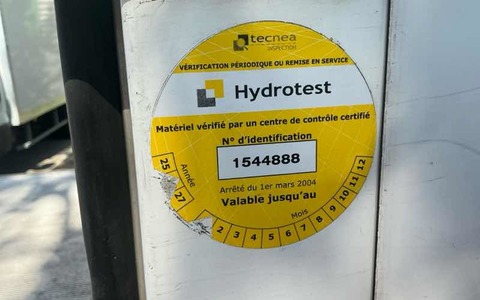 tecnea
INSPECTION
VÉRIFICATION PÉRIODIQUE OU REMISE EN SERVICE
Hydrotest
Matériel vérifié par un centre de contrôle certifié
N° d'identification
1544888
Arrêté du 1er mars 2004
Valable jusqu'au
Année
25
27
Mois
2 3 4 5 6 7 8 9 10 11 12